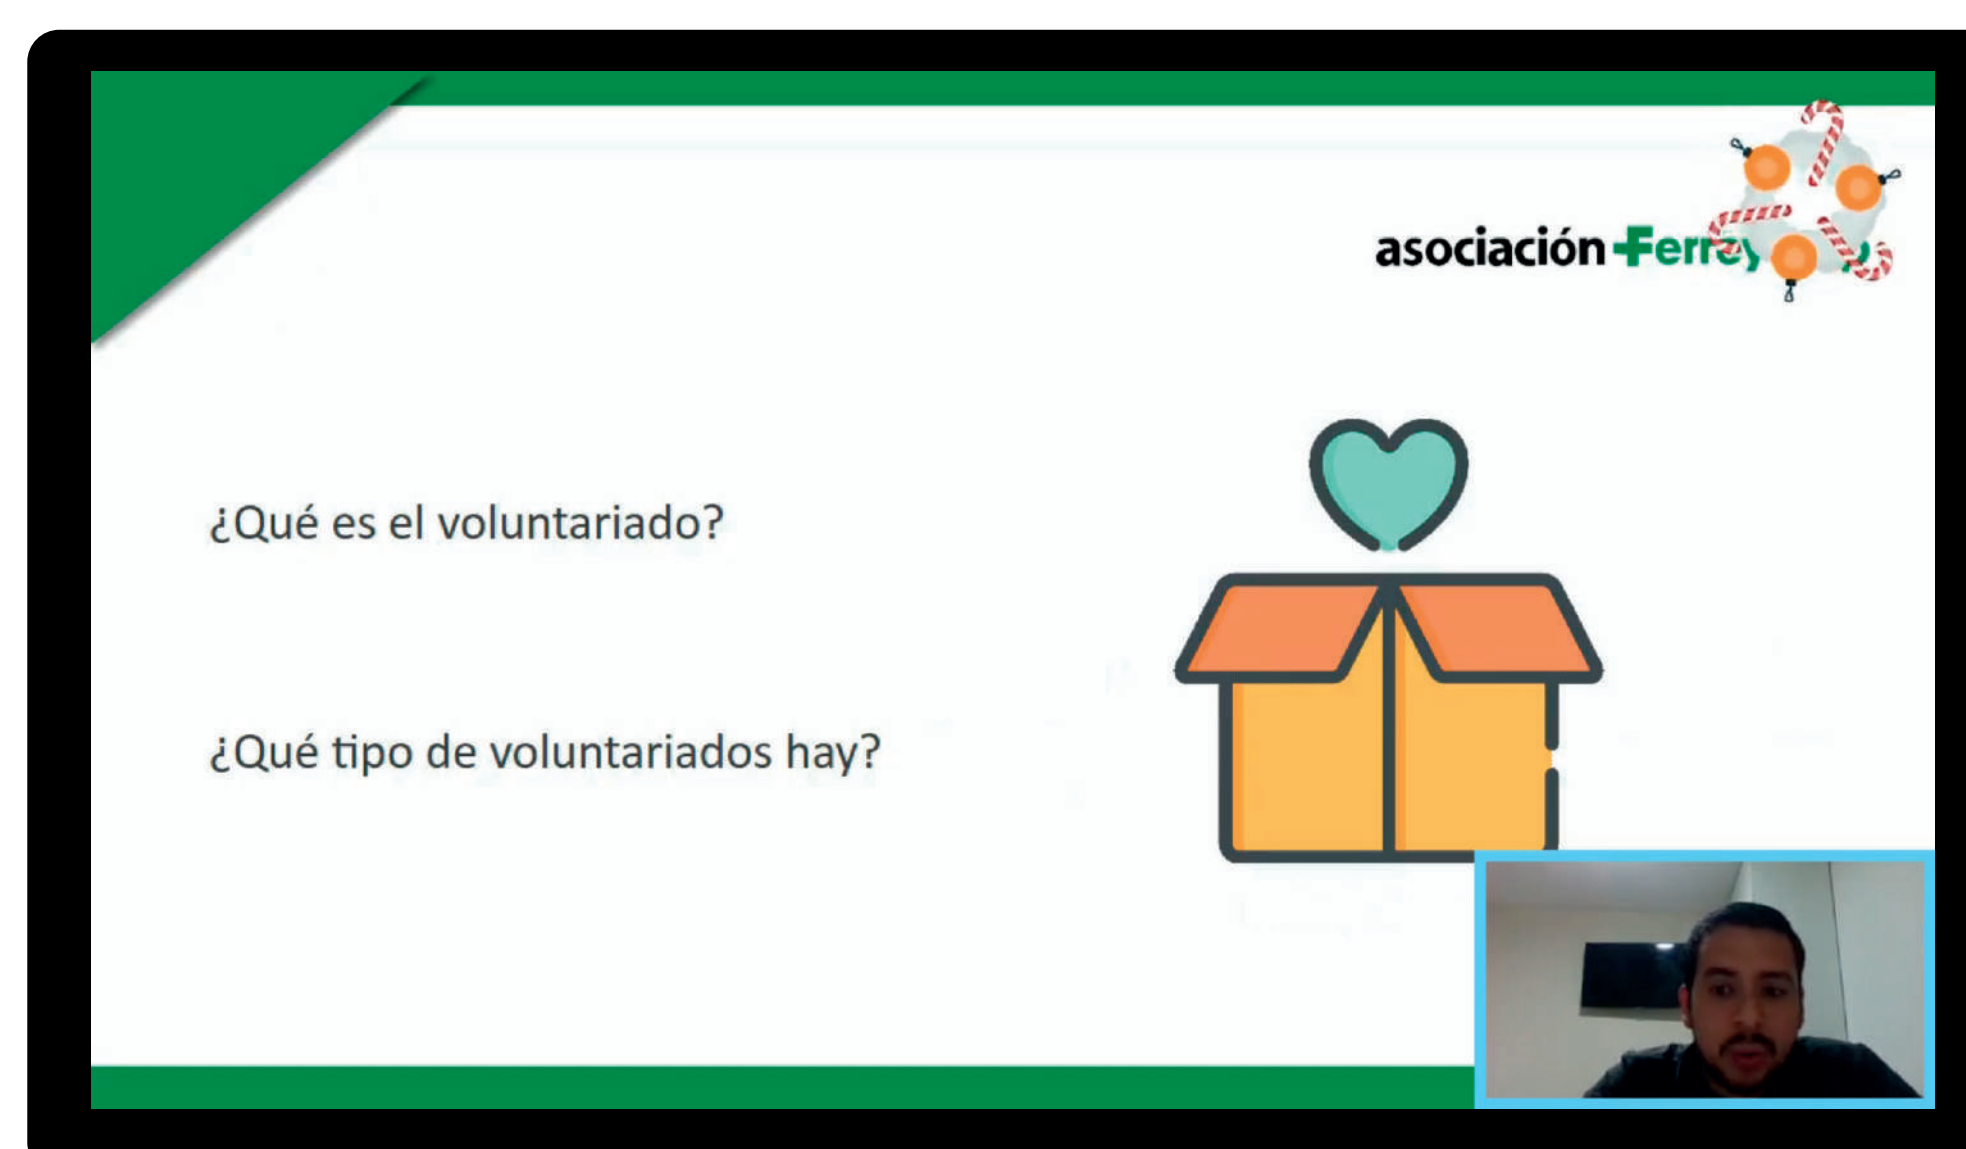 asociación
¿Qué es el voluntariado?
¿Qué tipo de voluntariados hay?